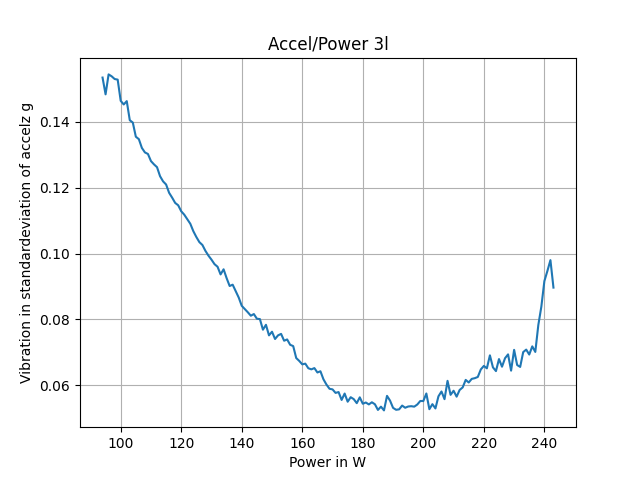 Accel/Power 3l
Vibration in standardeviation of accelz g
0.14
0.12
0.10
0.08
0.06
100 120 140 160 180 200 220 240
Power in W